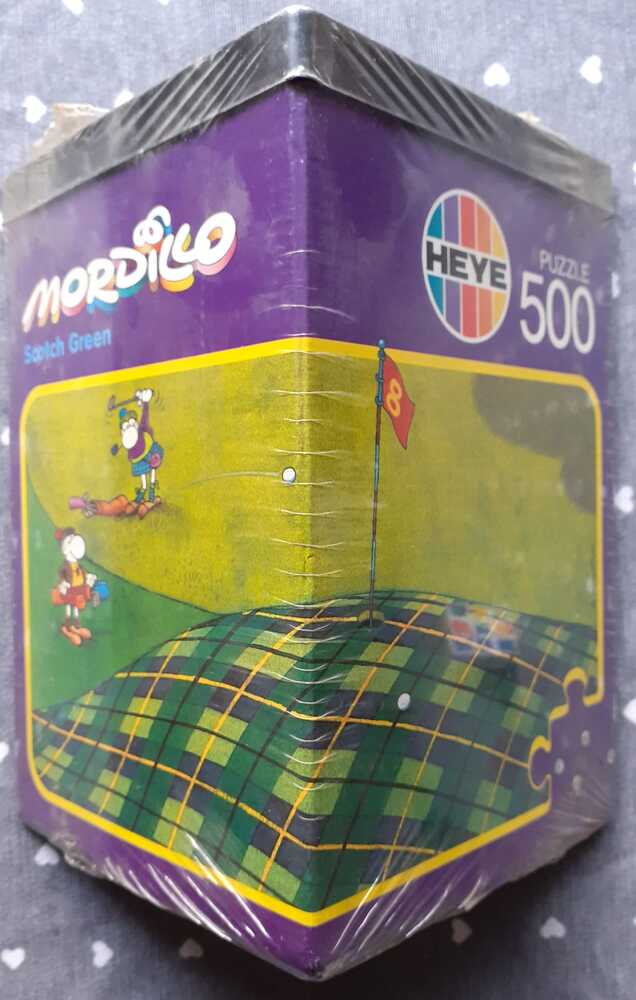 MORDILLO
Scotch Green
HEYE
PUZZLE
500
8